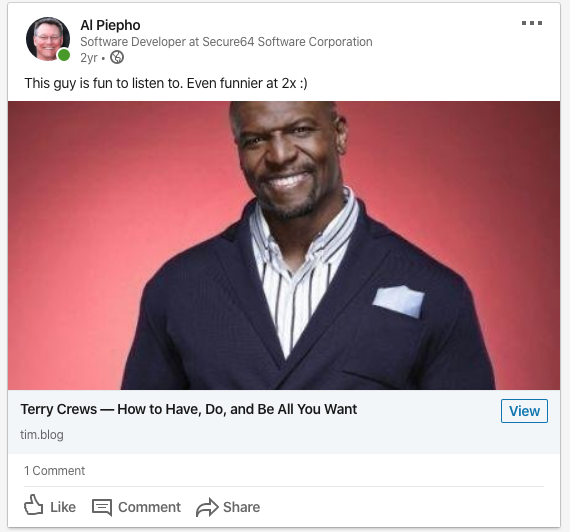 Al Piepho
Software Developer at Secure64 Software Corporation
2yr •
This guy is fun to listen to. Even funnier at 2x :)
Terry Crews — How to Have, Do, and Be All You Want
View
tim.blog
1 Comment
Like Comment Share